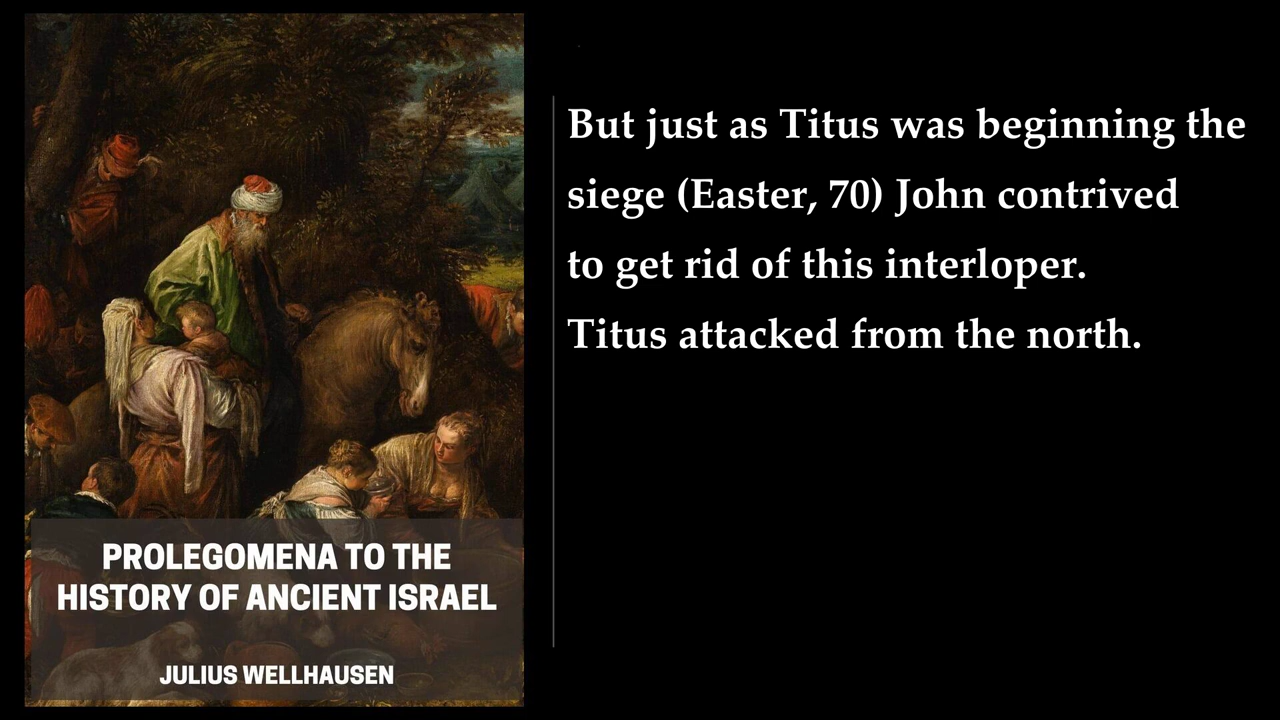 But just as Titus was beginning the
siege (Easter, 70) John contrived
to get rid of this interloper.
Titus attacked from the north.
PROLEGOMENA TO THE
HISTORY OF ANCIENT ISRAEL
JULIUS WELLHAUSEN